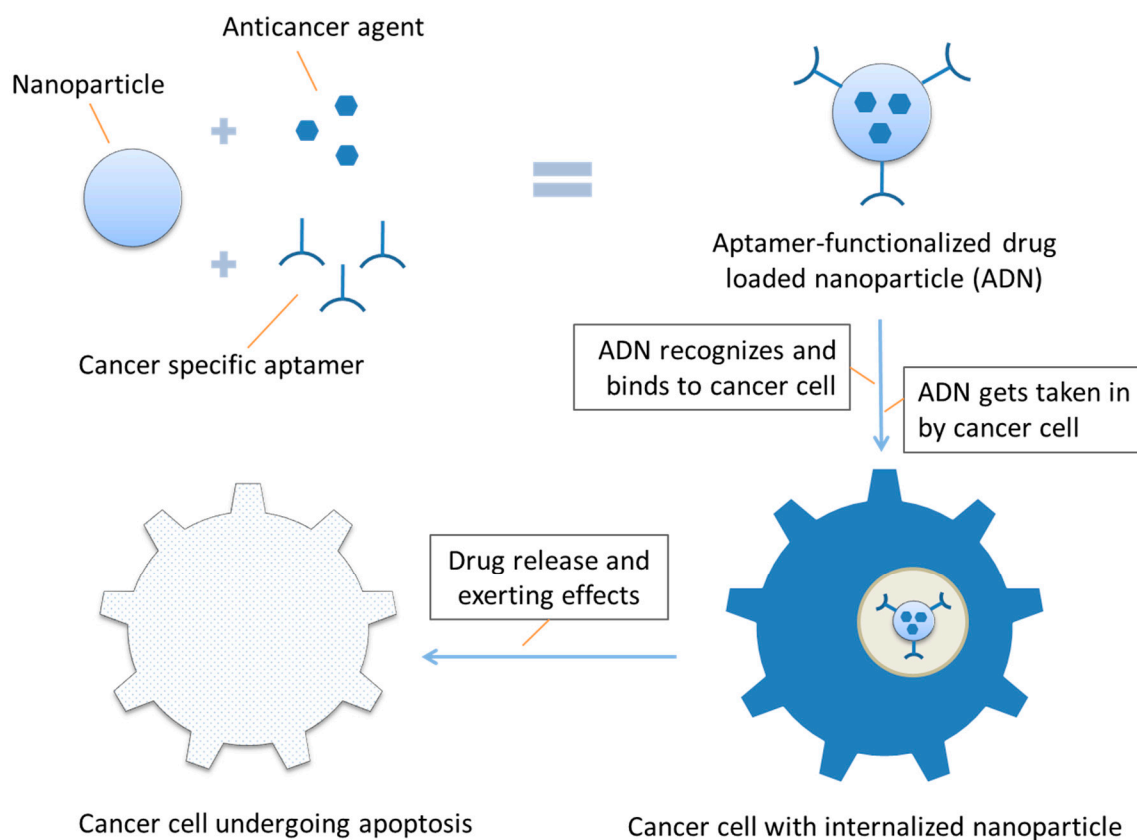 Anticancer agent
Nanoparticle
Cancer specific aptamer
Aptamer-functionalized drug
loaded nanoparticle (ADN)
ADN recognizes and
binds to cancer cell
ADN gets taken in
by cancer cell
Drug release and
exerting effects
Cancer cell undergoing apoptosis
Cancer cell with internalized nanoparticle